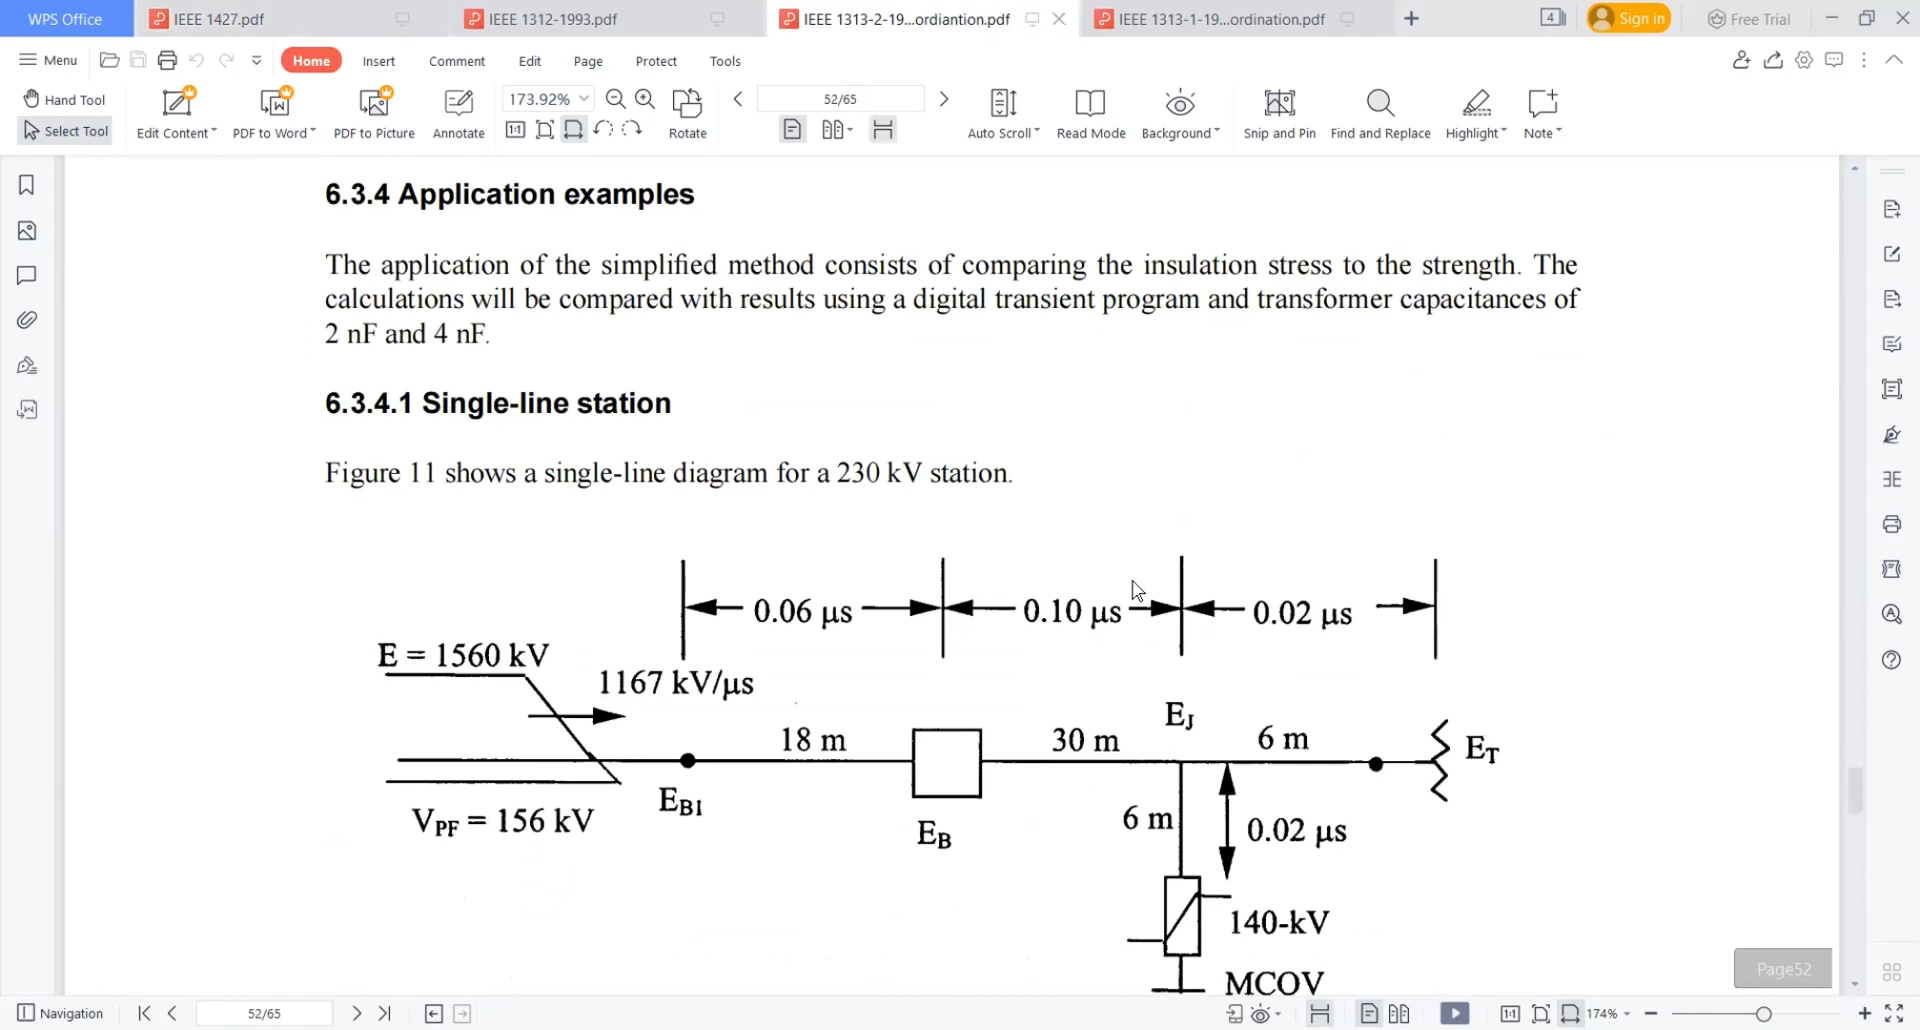 WPS Office
IEEE 1427.pdf
IEEE 1312-1993.pdf
IEEE 1313-2-19...ordiantion.pdf
IEEE 1313-1-19...ordination.pdf
4
Sign in
Free Trial
Menu
Home
Insert
Comment
Edit
Page
Protect
Tools
Hand Tool
Select Tool
Edit Content
PDF to Word
PDF to Picture
Annotate
173.92%
1:1
Rotate
52/65
Auto Scroll
Read Mode
Background
Snip and Pin
Find and Replace
Highlight
Note
6.3.4 Application examples
The application of the simplified method consists of comparing the insulation stress to the strength. The
calculations will be compared with results using a digital transient program and transformer capacitances of
2 nF and 4 nF.
6.3.4.1 Single-line station
Figure 11 shows a single-line diagram for a 230 kV station.
0.06 µs
0.10 µs
0.02 µs
E = 1560 kV
1167 kV/µs
EJ
18 m
30 m
6 m
ET
EB1
VPF = 156 kV
EB
6 m
0.02 µs
140-kV
MCOV
Page52
Navigation
52/65
1:1
174%